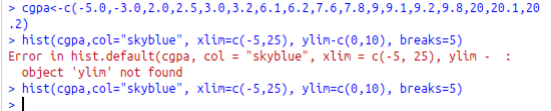 > cgpa<-c(-5.0,-3.0,2.0,2.5,3.0,3.2,6.1,6.2,7.6,7.8,9,9.1,9.2,9.8,20,20.1,20
.2)
> hist(cgpa,col="skyblue", xlim=c(-5,25), ylim-c(0,10), breaks=5)
Error in hist.default(cgpa, col = "skyblue", xlim = c(-5, 25), ylim -  :
  object 'ylim' not found
> hist(cgpa,col="skyblue", xlim=c(-5,25), ylim=c(0,10), breaks=5)
>